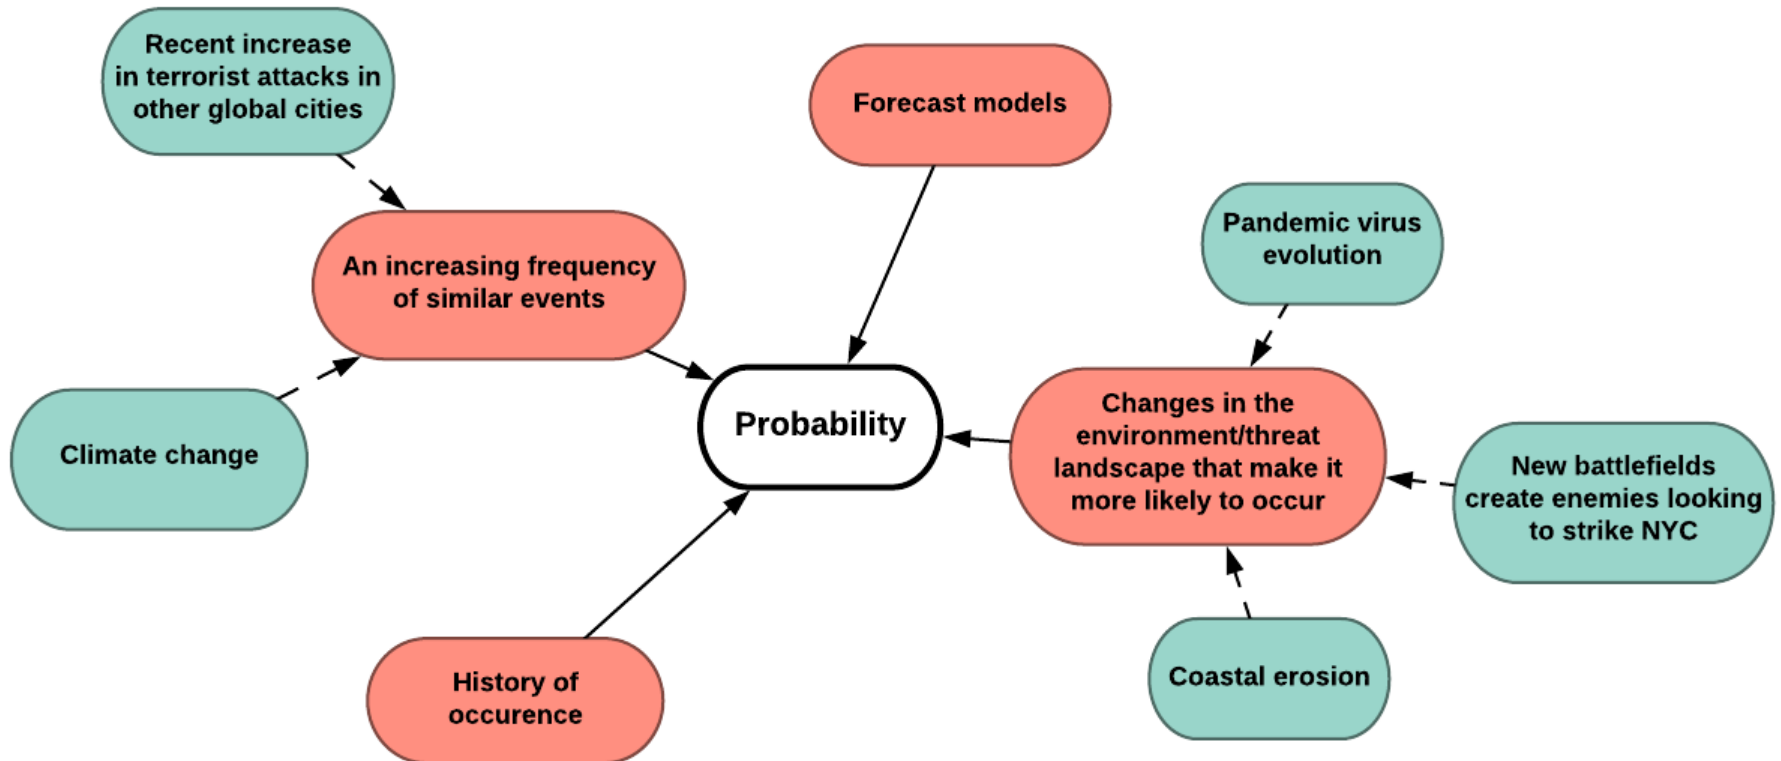 Recent increase
in terrorist attacks in
other global cities
Forecast models
Pandemic virus
evolution
An increasing frequency
of similar events
Probability
Changes in the
environment/threat
landscape that make it
more likely to occur
Climate change
New battlefields
create enemies looking
to strike NYC
History of
occurence
Coastal erosion